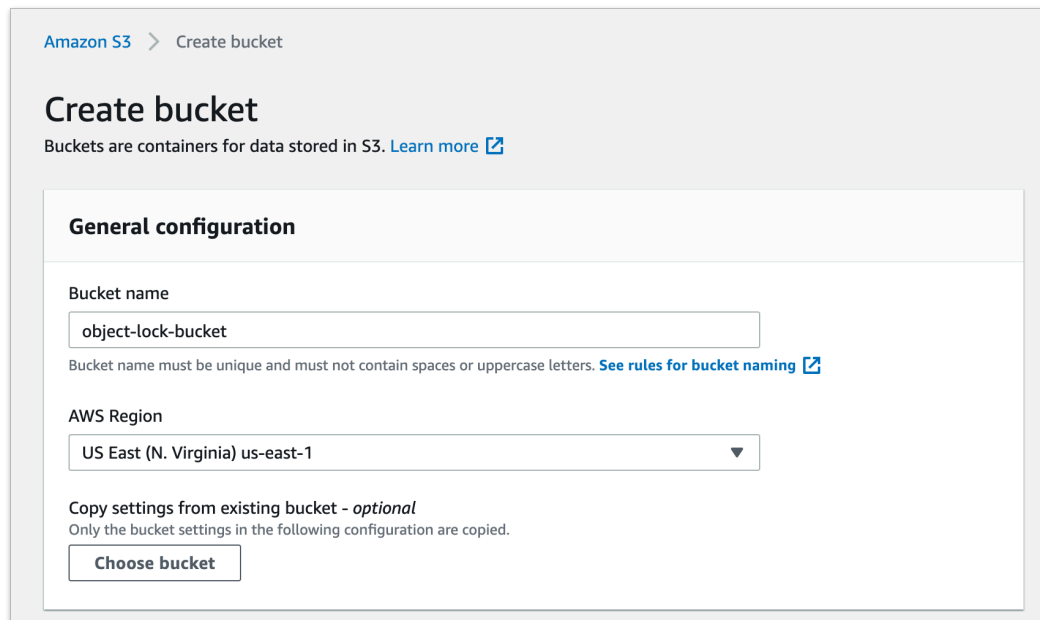 Amazon S3 > Create bucket
Create bucket
Buckets are containers for data stored in S3. Learn more
General configuration
Bucket name
object-lock-bucket
Bucket name must be unique and must not contain spaces or uppercase letters. See rules for bucket naming
AWS Region
US East (N. Virginia) us-east-1
Copy settings from existing bucket - optional
Only the bucket settings in the following configuration are copied.
Choose bucket